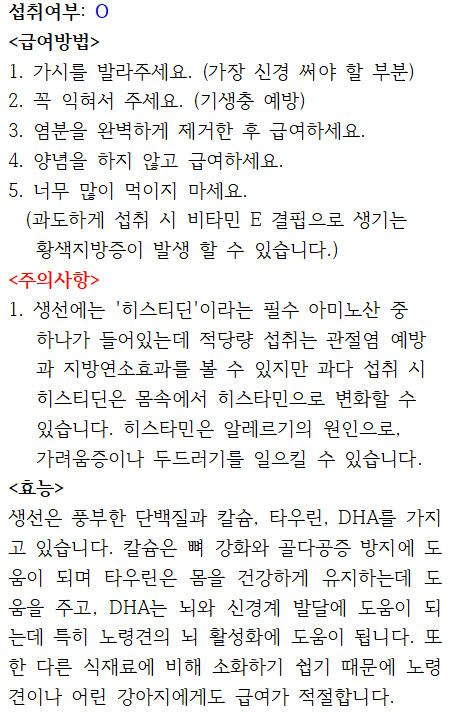 섭취여부: O
<급여방법>
1. 가시를 발라주세요. (가장 신경 써야 할 부분)
2. 꼭 익혀서 주세요. (기생충 예방)
3. 염분을 완벽하게 제거한 후 급여하세요.
4. 양념을 하지 않고 급여하세요.
5. 너무 많이 먹이지 마세요.
(과도하게 섭취 시 비타민 E 결핍으로 생기는
황색지방증이 발생 할 수 있습니다.)
<주의사항>
1. 생선에는 '히스티딘'이라는 필수 아미노산 중
하나가 들어있는데 적당량 섭취는 관절염 예방
과 지방연소효과를 볼 수 있지만 과다 섭취 시
히스티딘은 몸속에서 히스타민으로 변화할 수
있습니다. 히스타민은 알레르기의 원인으로,
가려움증이나 두드러기를 일으킬 수 있습니다.
<효능>
생선은 풍부한 단백질과 칼슘, 타우린, DHA를 가지
고 있습니다. 칼슘은 뼈 강화와 골다공증 방지에 도
움이 되며 타우린은 몸을 건강하게 유지하는데 도
움을 주고, DHA는 뇌와 신경계 발달에 도움이 되
는데 특히 노령견의 뇌 활성화에 도움이 됩니다. 또
한 다른 식재료에 비해 소화하기 쉽기 때문에 노령
견이나 어린 강아지에게도 급여가 적절합니다.